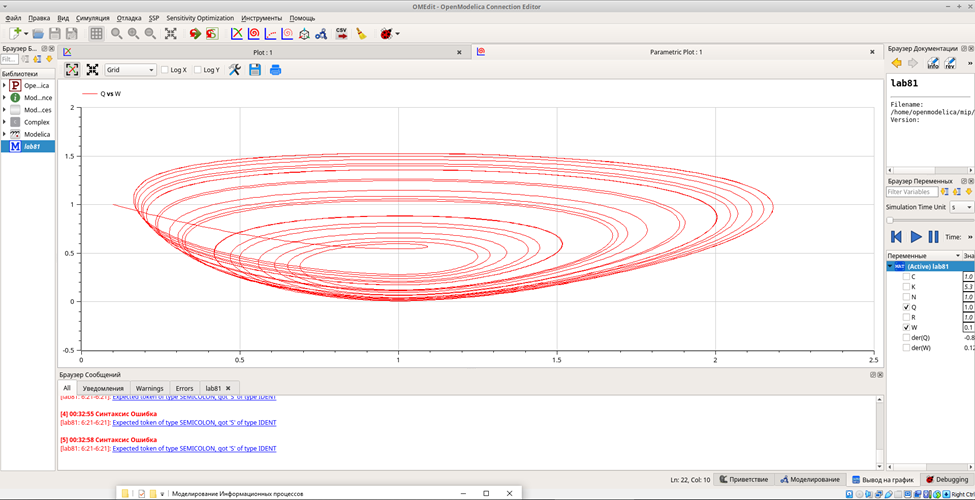 OMEdit - OpenModelica Connection Editor
Файл Правка Вид Симуляция Отладка SSP Sensitivity Optimization Инструменты Помощь
Браузер Б...
Plot : 1
Parametric Plot : 1
Браузер Документации
Филт...
Grid
Log X
Log Y
Библиотеки
Ope...ica
Mod...nce
Mod...ces
Complex
Modelica
lab81
Q vs W
2
1.5
1
0.5
0
-0.5
0 0.5 1 1.5 2 2.5
lab81
Filename:
/home/openmodelica/mip/
Version:
Браузер Переменных
Filter Variables
Simulation Time Unit s
Time:
Переменные Зна
(Active) lab81
C 1.0
K 5.3
N 1.0
Q 1.0
R 1.0
W 0.1
der(Q) -0.8
der(W) 0.12
Браузер Сообщений
All Уведомления Warnings Errors lab81
[lab81: 6:21-6:21]: Expected token of type SEMICOLON, got 'S' of type IDENT
[4] 00:32:55 Синтаксис Ошибка
[lab81: 6:21-6:21]: Expected token of type SEMICOLON, got 'S' of type IDENT
[5] 00:32:58 Синтаксис Ошибка
[lab81: 6:21-6:21]: Expected token of type SEMICOLON, got 'S' of type IDENT
Ln: 22, Col: 10
Приветствие
Моделирование
Вывод на график
Debugging
Моделирование Информационных процессов
Right Ctrl